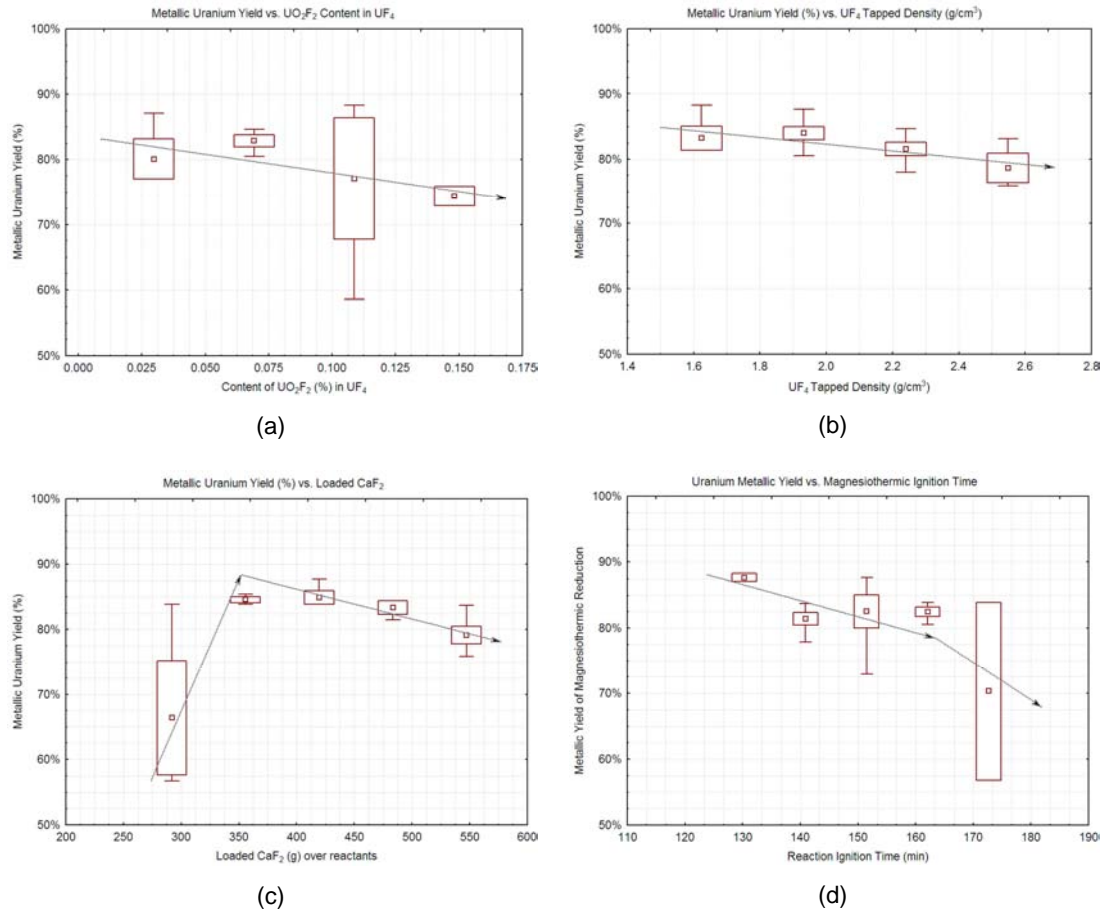 Metallic Uranium Yield vs. UO₂F₂ Content in UF₄
100%
90%
80%
70%
60%
50%
Metallic Uranium Yield (%)
0.000 0.025 0.050 0.075 0.100 0.125 0.150 0.175
Content of UO₂F₂ (%) in UF₄
(a)
Metallic Uranium Yield (%) vs. UF₄ Tapped Density (g/cm³)
100%
90%
80%
70%
60%
50%
Metallic Uranium Yield (%)
1.4 1.6 1.8 2.0 2.2 2.4 2.6 2.8
UF₄ Tapped Density (g/cm³)
(b)
Metallic Uranium Yield (%) vs. Loaded CaF₂
100%
90%
80%
70%
60%
50%
Metallic Uranium Yield (%)
200 250 300 350 400 450 500 550 600
Loaded CaF₂ (g) over reactants
(c)
Uranium Metallic Yield vs. Magnesiothermic Ignition Time
100%
90%
80%
70%
60%
50%
Metallic Yield of Magnesiothermic Reduction
110 120 130 140 150 160 170 180 190
Reaction Ignition Time (min)
(d)